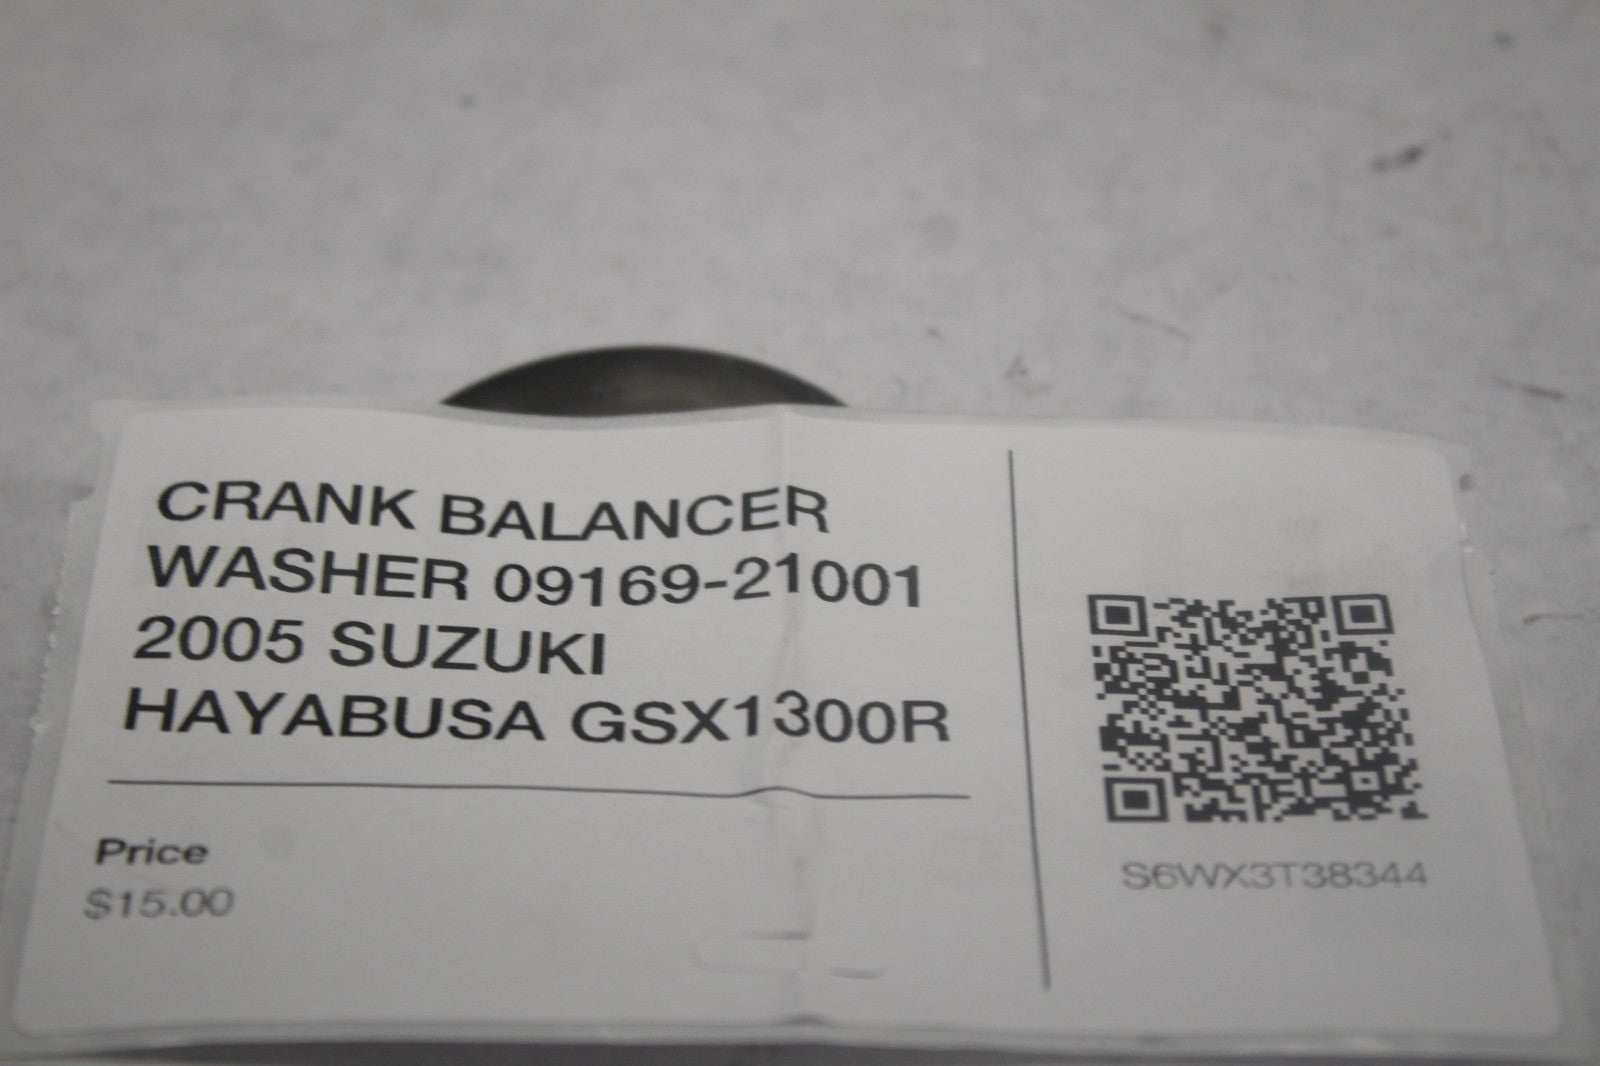 CRANK BALANCER
WASHER 09169-21001
2005 SUZUKI
HAYABUSA GSX1300R
Price
$15.00
S6WX3T38344